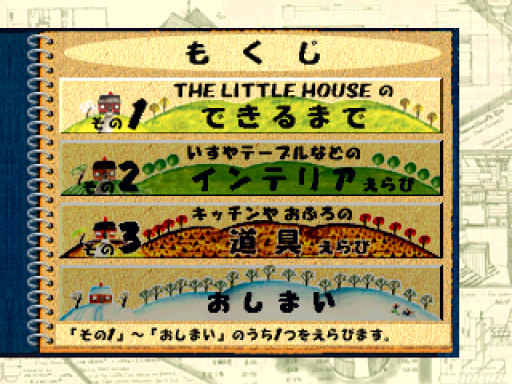 もくじ
THE LITTLE HOUSE の
その1 できるまで
いすやテーブルなどの
その2 インテリアえらび
キッチンやおふろの
その3 道具えらび
おしまい
「その1」～「おしまい」のうち1つをえらびます。